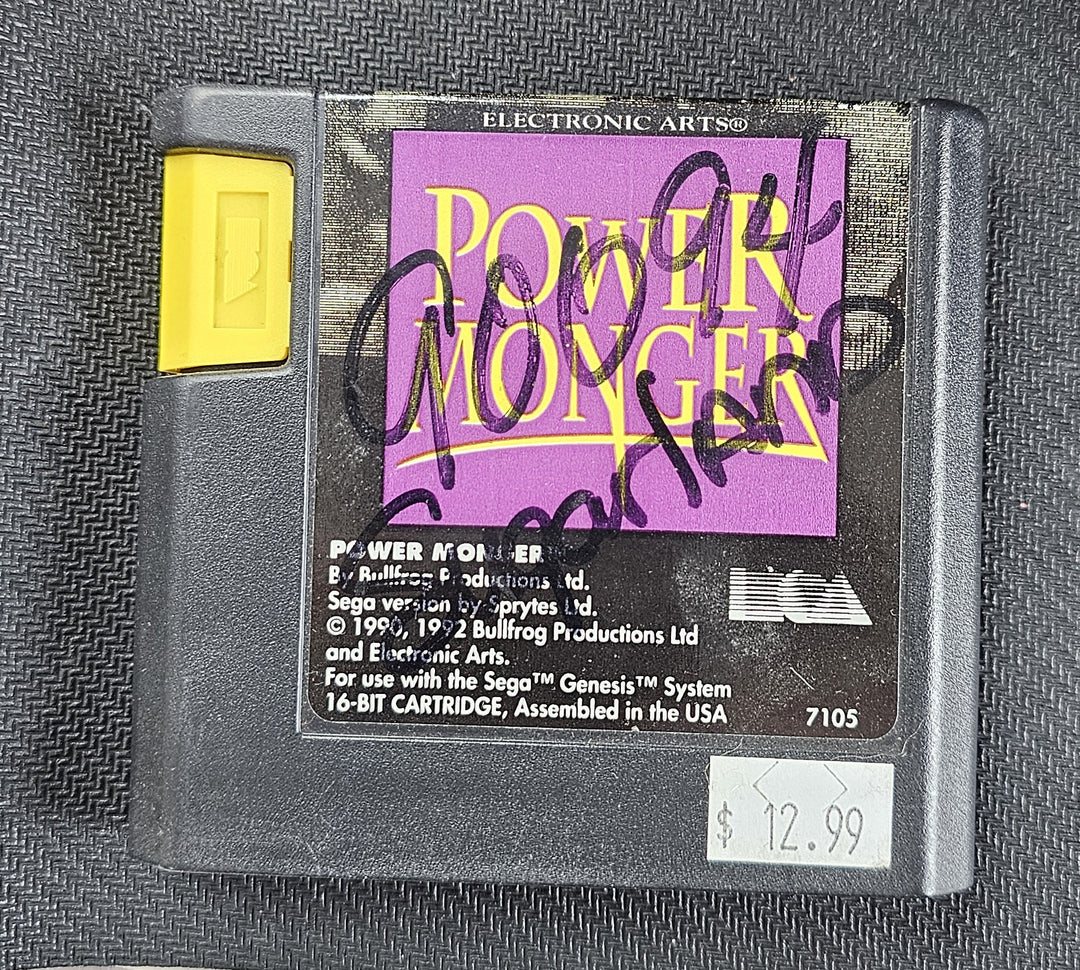 ELECTRONIC ARTS®
POWER
MONGER
POWER MONGER™
By Bullfrog Productions Ltd.
Sega version by Sprytes Ltd.
© 1990, 1992 Bullfrog Productions Ltd
and Electronic Arts.
For use with the Sega™ Genesis™ System
16-BIT CARTRIDGE, Assembled in the USA
7105
$ 12.99